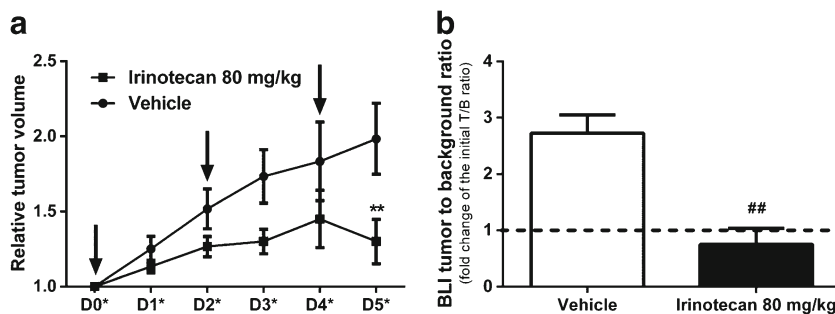 a
Relative tumor volume
2.5
2.0
1.5
1.0
Irinotecan 80 mg/kg
Vehicle
**
D0* D1* D2* D3* D4* D5*
b
BLI tumor to background ratio
(fold change of the initial T/B ratio)
4
3
2
1
0
##
Vehicle Irinotecan 80 mg/kg